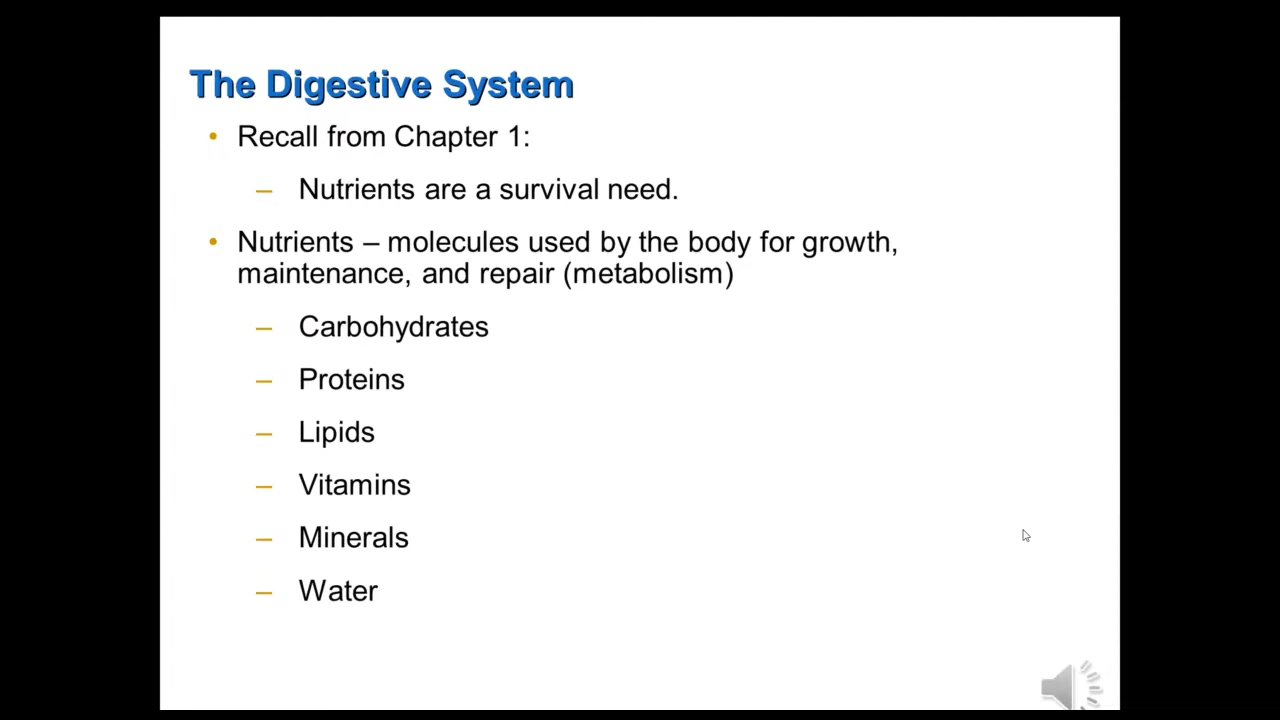 The Digestive System
• Recall from Chapter 1:
– Nutrients are a survival need.
• Nutrients – molecules used by the body for growth,
maintenance, and repair (metabolism)
– Carbohydrates
– Proteins
– Lipids
– Vitamins
– Minerals
– Water